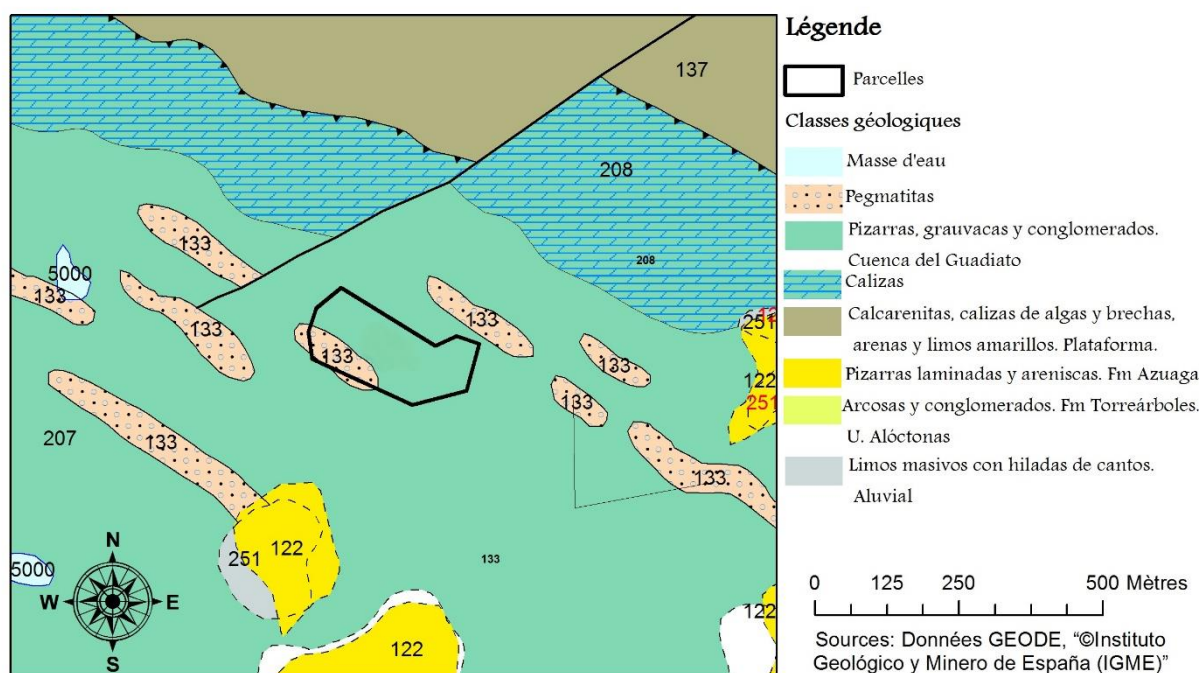 137
208
208
133
5000
133
133
133
133
133
133
133
133
207
251
122
133
5000
122
12
251
122
251
122
N
W
E
S
Légende
Parcelles
Classes géologiques
Masse d'eau
Pegmatitas
Pizarras, grauvacas y conglomerados.
Cuenca del Guadiato
Calizas
Calcarenitas, calizas de algas y brechas,
arenas y limos amarillos. Plataforma.
Pizarras laminadas y areniscas. Fm Azuaga
Arcosas y conglomerados. Fm Torreárboles.
U. Alóctonas
Limos masivos con hiladas de cantos.
Aluvial
0 125 250 500 Mètres
Sources: Données GEODE, "©Instituto
Geológico y Minero de España (IGME)"